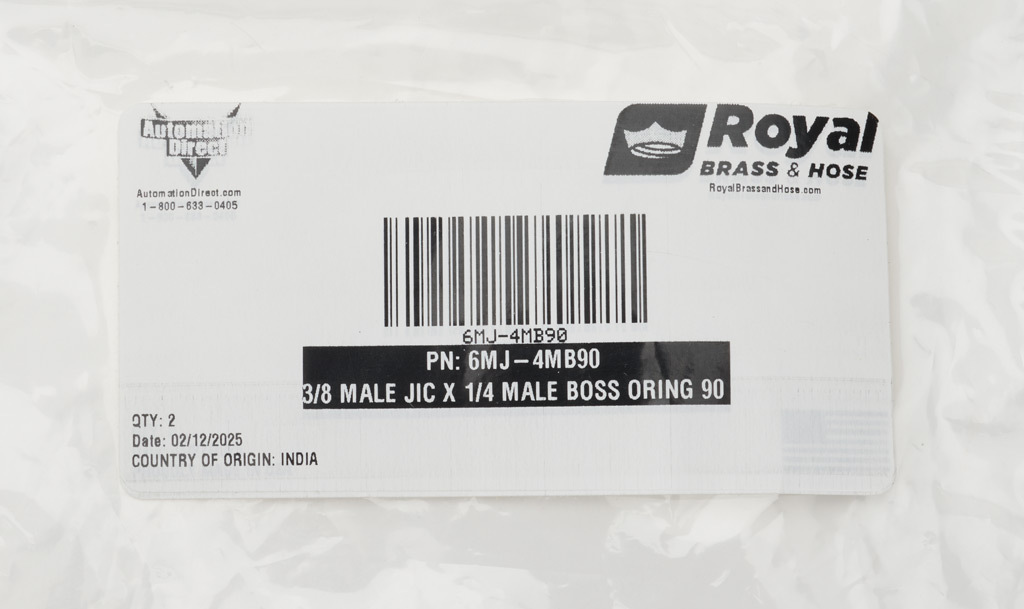 Automation
Direct
AutomationDirect.com
1-800-633-0405
Royal
BRASS & HOSE
RoyalBrassandHose.com
6MJ-4MB90
PN: 6MJ-4MB90
3/8 MALE JIC X 1/4 MALE BOSS ORING 90
QTY: 2
Date: 02/12/2025
COUNTRY OF ORIGIN: INDIA